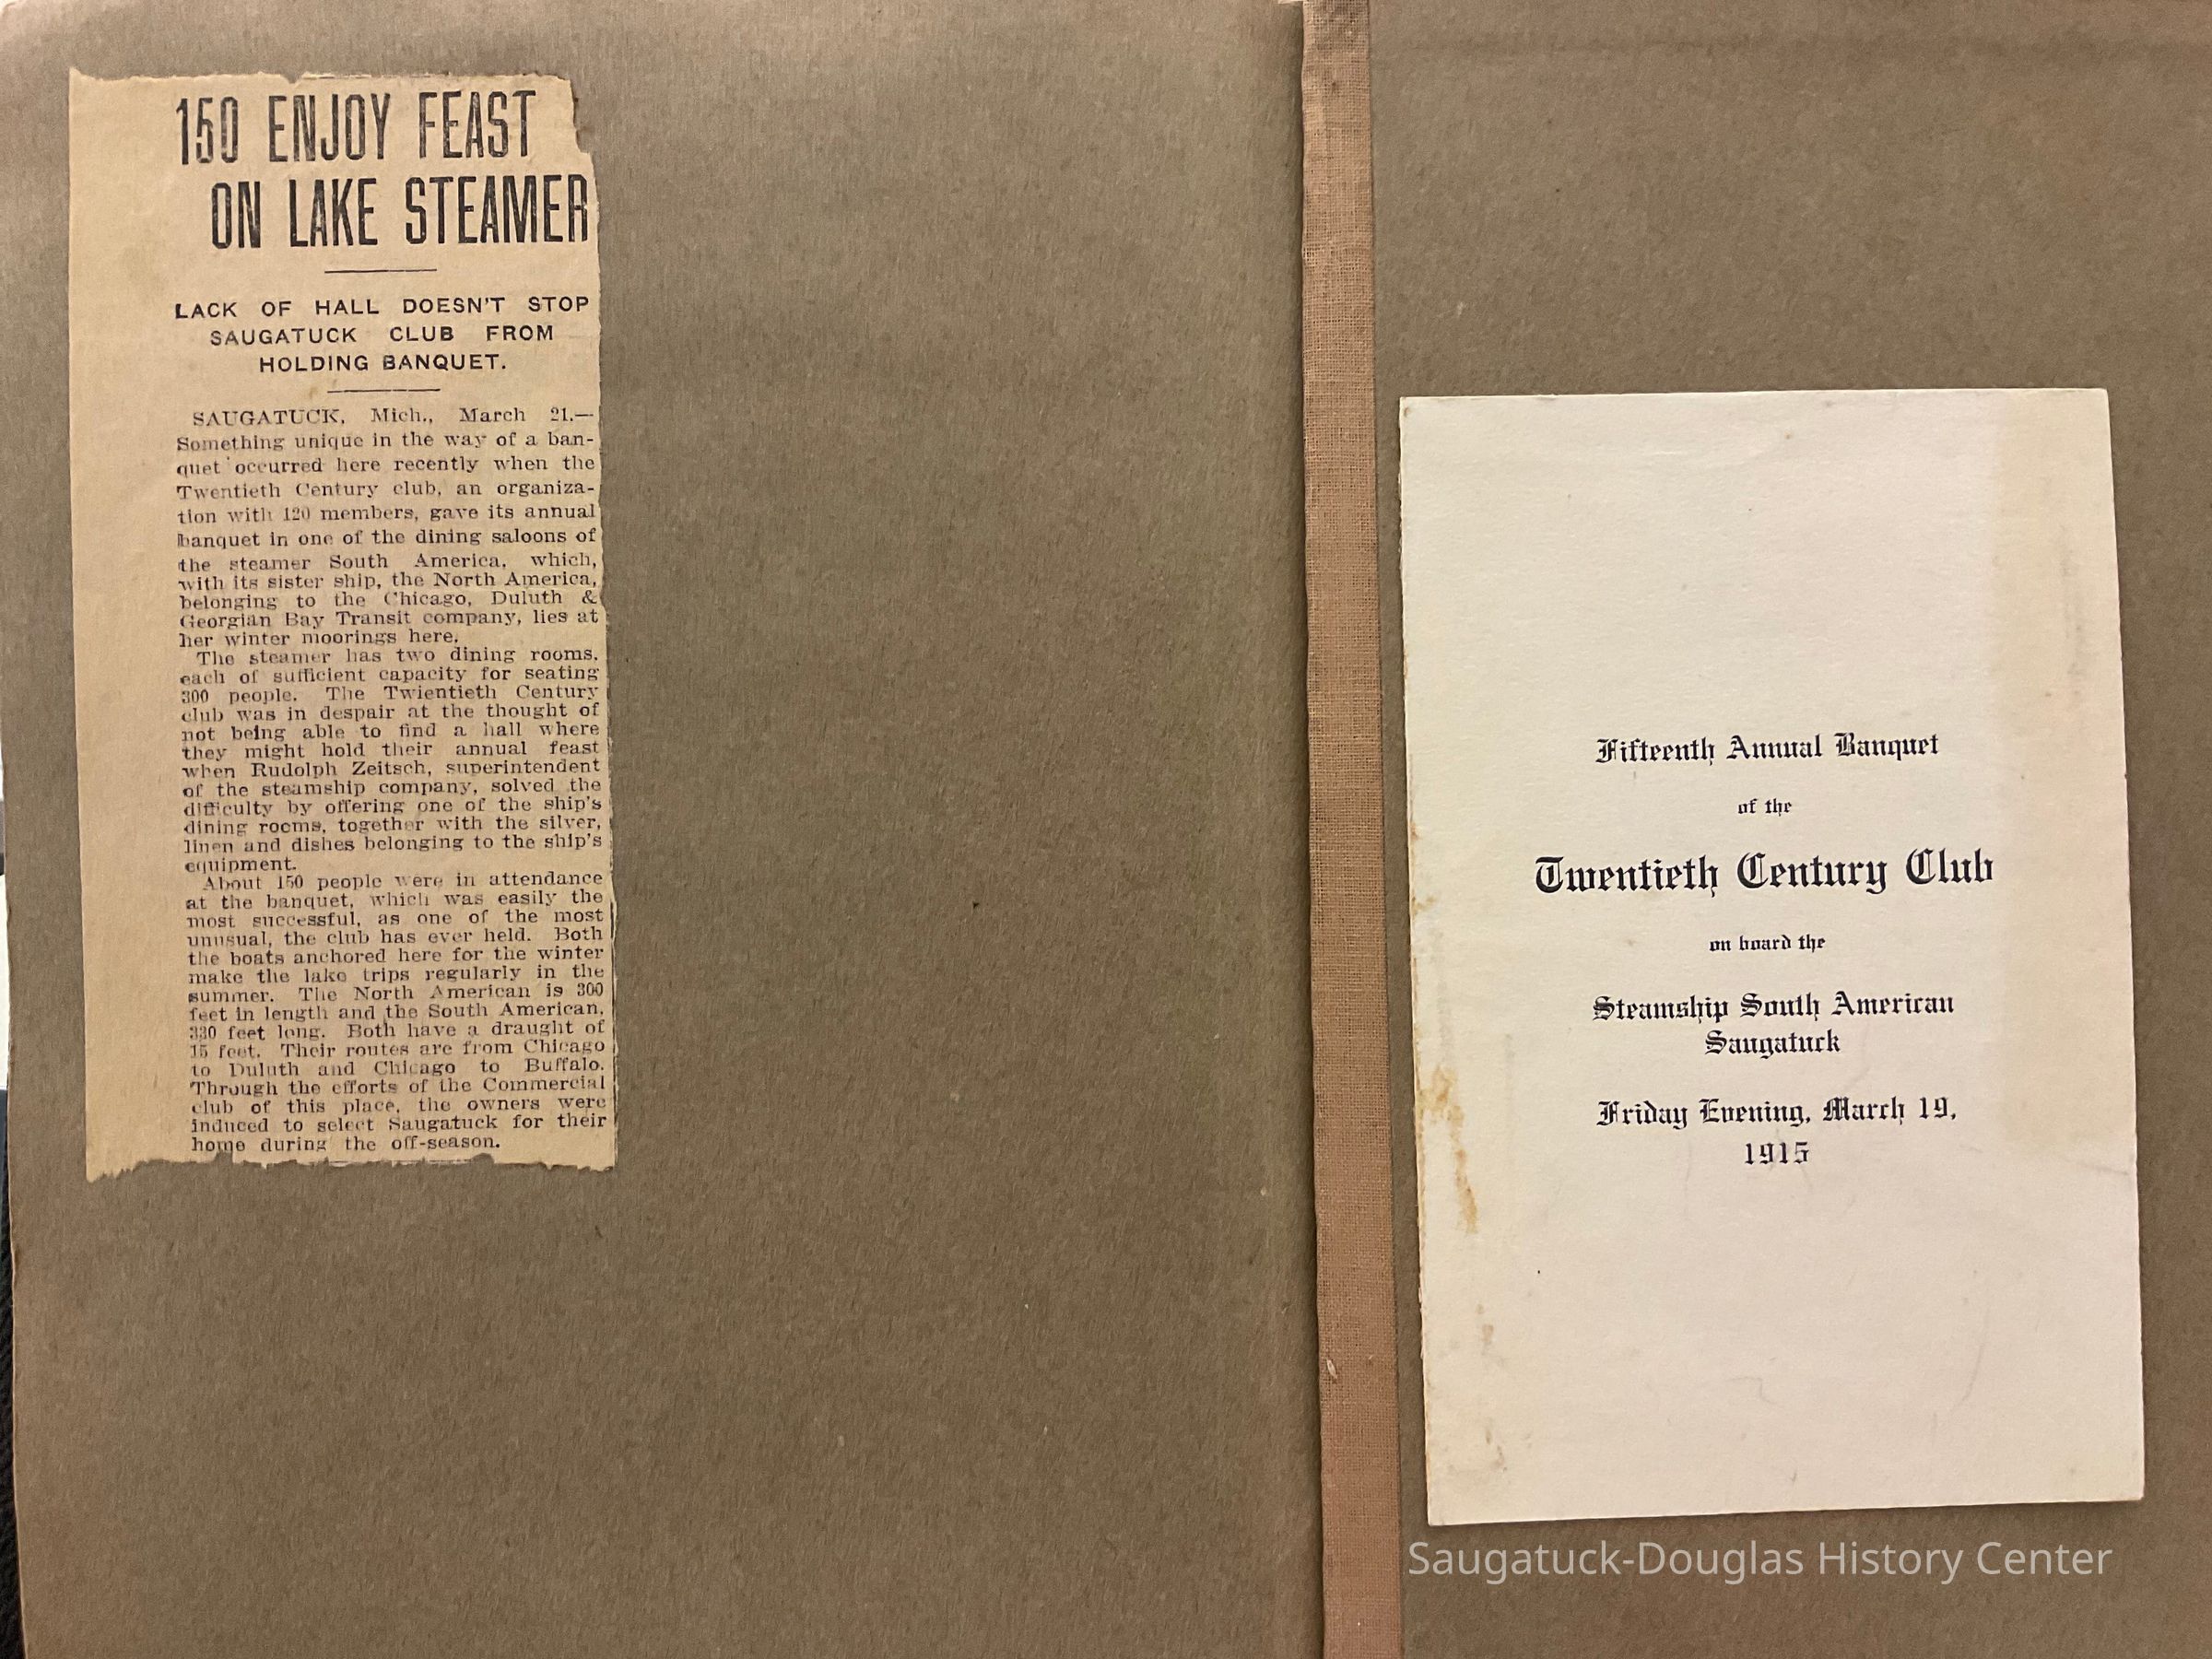 150 ENJOY FEAST
ON LAKE STEAMER
LACK OF HALL DOESN'T STOP
SAUGATUCK CLUB FROM
HOLDING BANQUET.
SAUGATUCK, Mich., March 21.—
Something unique in the way of a ban-
quet occurred here recently when the
Twentieth Century club, an organiza-
tion with 120 members, gave its annual
banquet in one of the dining saloons of
the steamer South America, which,
with its sister ship, the North America,
belonging to the Chicago, Duluth &
Georgian Bay Transit company, lies at
her winter moorings here.
The steamer has two dining rooms,
each of sufficient capacity for seating
300 people. The Twientieth Century
club was in despair at the thought of
not being able to find a hall where
they might hold their annual feast
when Rudolph Zeitsch, superintendent
of the steamship company, solved the
difficulty by offering one of the ship's
dining rooms, together with the silver,
linen and dishes belonging to the ship's
equipment.
About 150 people were in attendance
at the banquet, which was easily the
most successful, as one of the most
unusual, the club has ever held. Both
the boats anchored here for the winter
make the lake trips regularly in the
summer. The North American is 300
feet in length and the South American,
330 feet long. Both have a draught of
15 feet. Their routes are from Chicago
to Duluth and Chicago to Buffalo.
Through the efforts of the Commercial
club of this place, the owners were
induced to select Saugatuck for their
home during the off-season.
Fifteenth Annual Banquet
of the
Twentieth Century Club
on board the
Steamship South American
Saugatuck
Friday Evening, March 19,
1915
Saugatuck-Douglas History Center